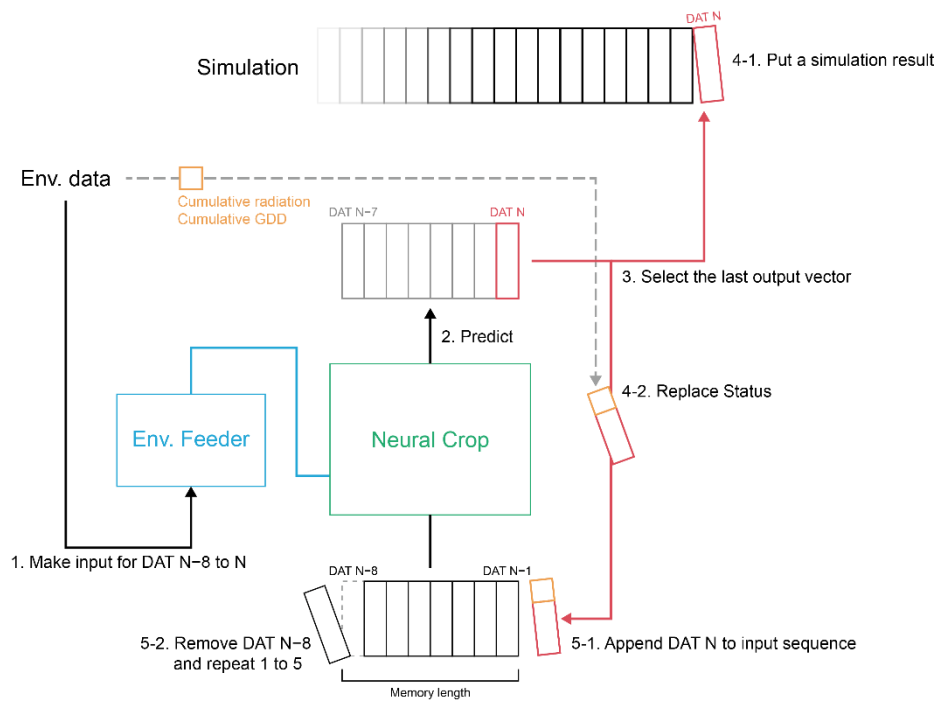 DAT N
Simulation
4-1. Put a simulation result
Env. data
Cumulative radiation
Cumulative GDD
DAT N−7
DAT N
3. Select the last output vector
2. Predict
4-2. Replace Status
Env. Feeder
Neural Crop
1. Make input for DAT N−8 to N
DAT N−8
DAT N−1
5-2. Remove DAT N−8
and repeat 1 to 5
5-1. Append DAT N to input sequence
Memory length